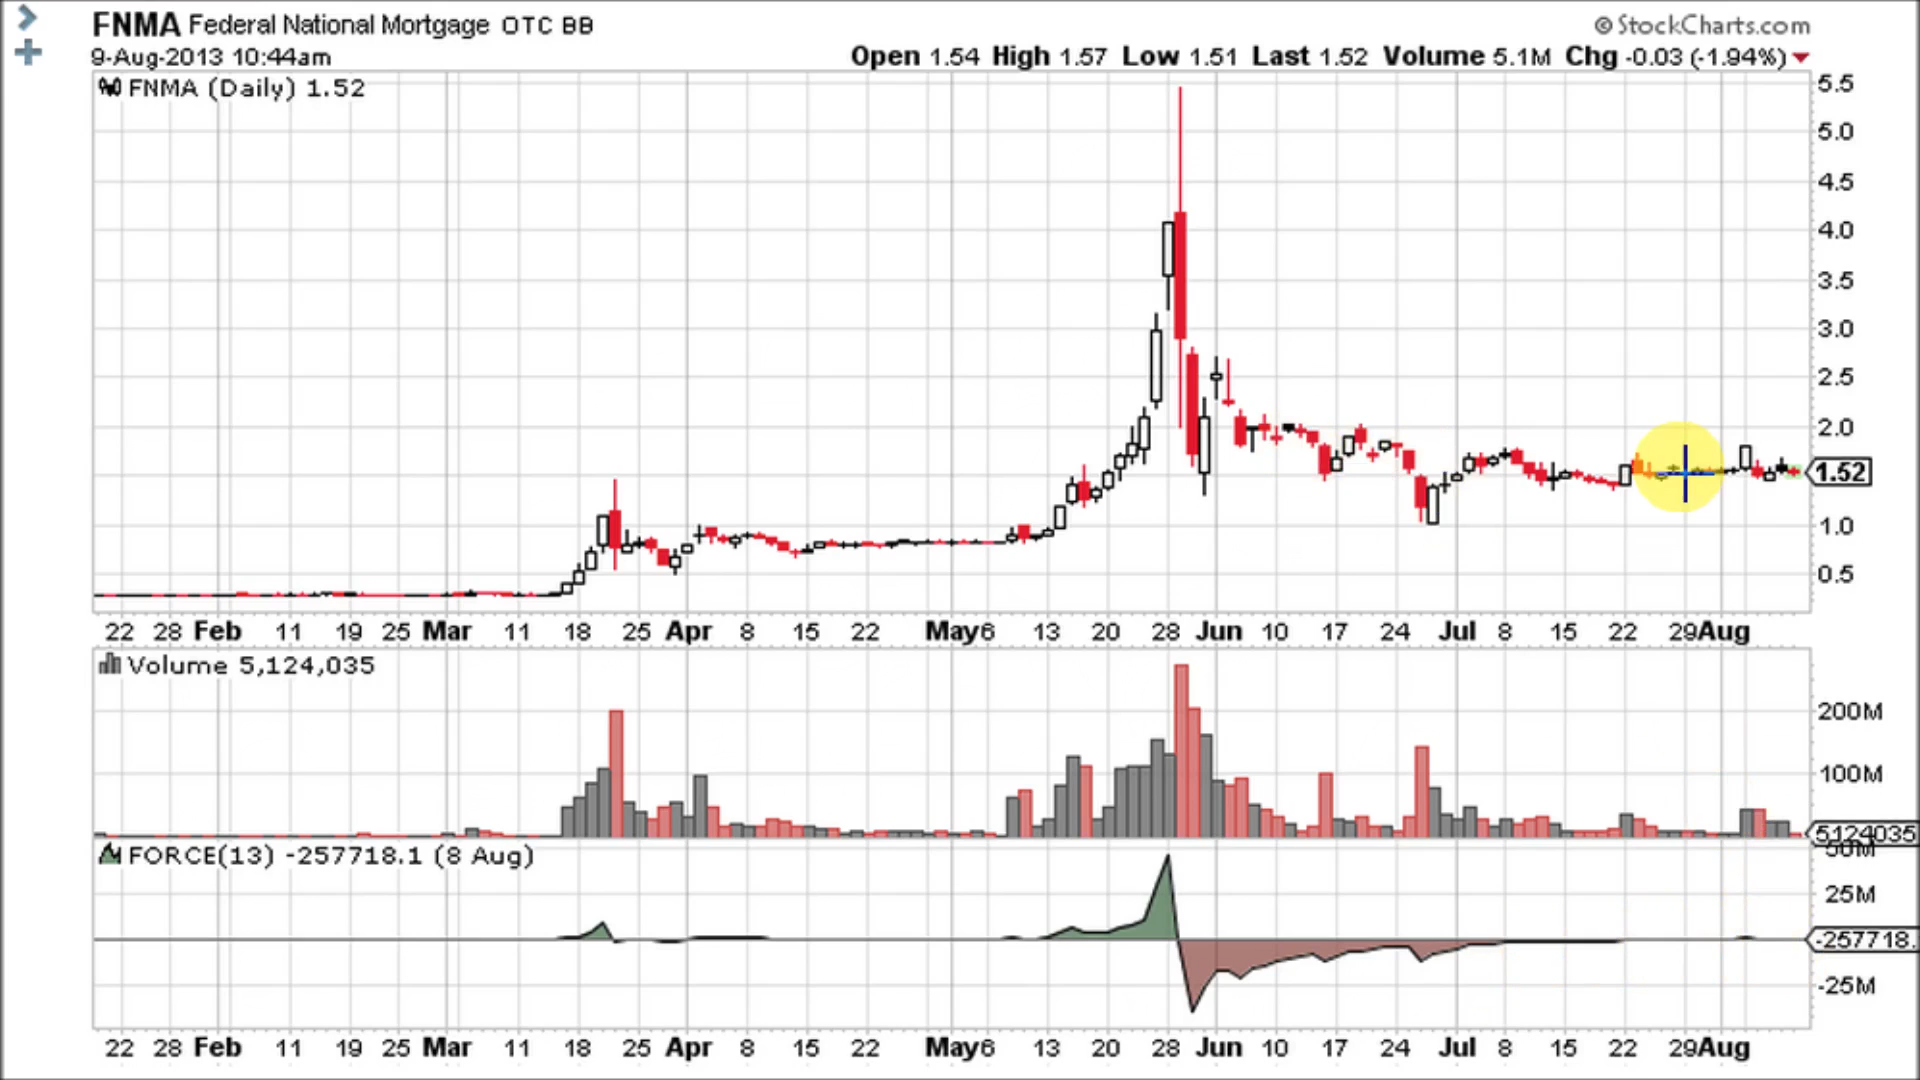 FNMA Federal National Mortgage OTC BB
© StockCharts.com
9-Aug-2013 10:44am
Open 1.54 High 1.57 Low 1.51 Last 1.52 Volume 5.1M Chg -0.03 (-1.94%)
FNMA (Daily) 1.52
5.5
5.0
4.5
4.0
3.5
3.0
2.5
2.0
1.52
1.0
0.5
22 28 Feb 11 19 25 Mar 11 18 25 Apr 8 15 22 May 6 13 20 28 Jun 10 17 24 Jul 8 15 22 29 Aug
Volume 5,124,035
200M
100M
5124035
FORCE(13) -257718.1 (8 Aug)
50M
25M
-257718.
-25M
22 28 Feb 11 19 25 Mar 11 18 25 Apr 8 15 22 May 6 13 20 28 Jun 10 17 24 Jul 8 15 22 29 Aug